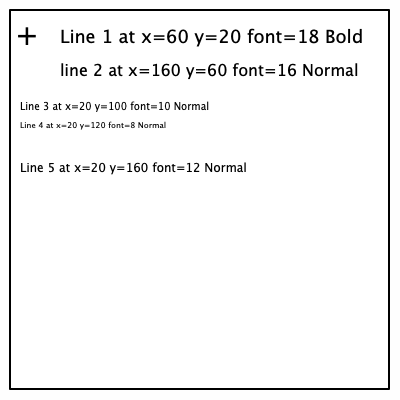 + Line 1 at x=60 y=20 font=18 Bold
line 2 at x=160 y=60 font=16 Normal
Line 3 at x=20 y=100 font=10 Normal
Line 4 at x=20 y=120 font=8 Normal
Line 5 at x=20 y=160 font=12 Normal